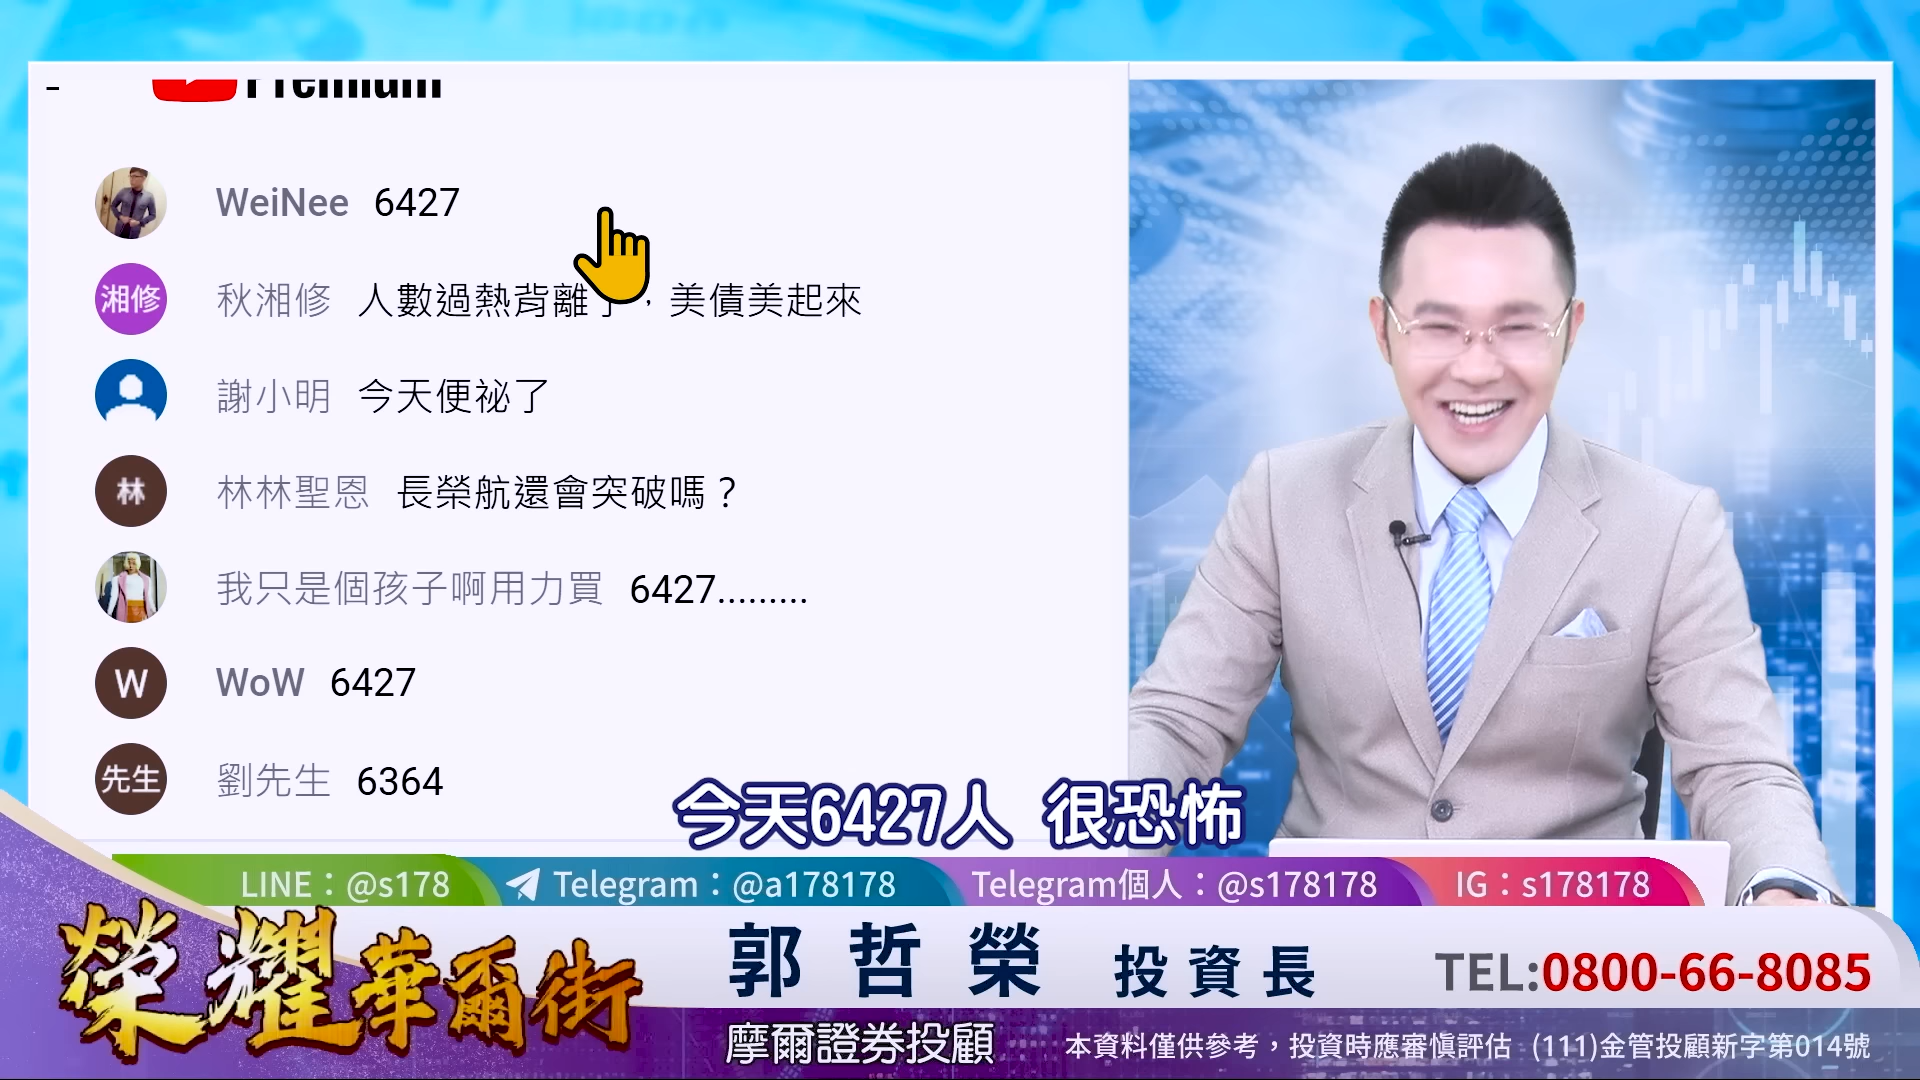 Premium
WeiNee 6427
湘修 秋湘修 人數過熱背離了，美債美起來
謝小明 今天便祕了
林 林林聖恩 長榮航還會突破嗎？
我只是個孩子啊用力買 6427.........
W WoW 6427
先生 劉先生 6364
今天6427人 很恐怖
LINE：@s178 Telegram：@a178178 Telegram個人：@s178178 IG：s178178
榮耀華爾街
郭哲榮 投資長 TEL:0800-66-8085
摩爾證券投顧 本資料僅供參考，投資時應審慎評估 (111)金管投顧新字第014號